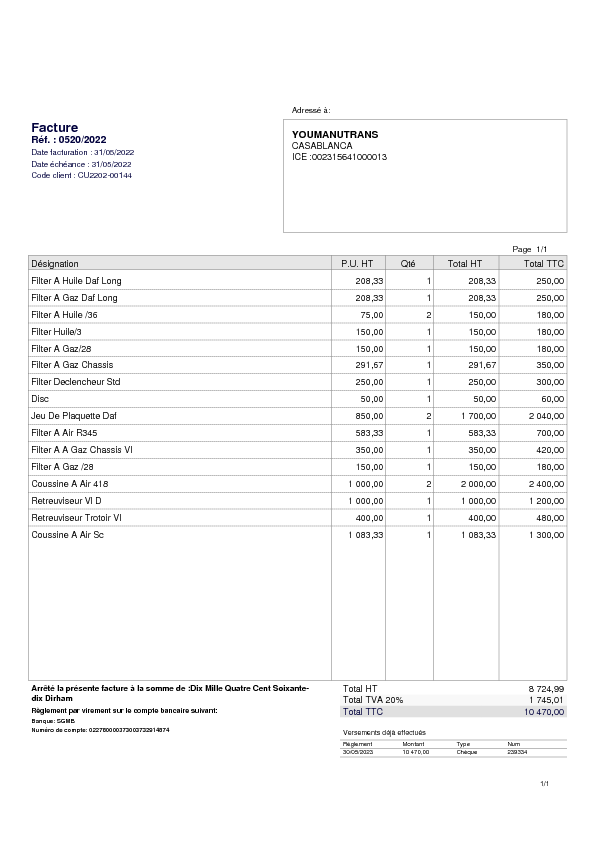 Adressé à:
Facture
Réf. : 0520/2022
Date facturation : 31/05/2022
Date échéance : 31/05/2022
Code client : CU2202-00144
YOUMANUTRANS
CASABLANCA
ICE :002315641000013
Page 1/1
Désignation P.U. HT Qté Total HT Total TTC
Filter A Huile Daf Long 208,33 1 208,33 250,00
Filter A Gaz Daf Long 208,33 1 208,33 250,00
Filter A Huile /36 75,00 2 150,00 180,00
Filter Huile/3 150,00 1 150,00 180,00
Filter A Gaz/28 150,00 1 150,00 180,00
Filter A Gaz Chassis 291,67 1 291,67 350,00
Filter Declencheur Std 250,00 1 250,00 300,00
Disc 50,00 1 50,00 60,00
Jeu De Plaquette Daf 850,00 2 1 700,00 2 040,00
Filter A Air R345 583,33 1 583,33 700,00
Filter A A Gaz Chassis Vl 350,00 1 350,00 420,00
Filter A Gaz /28 150,00 1 150,00 180,00
Coussine A Air 418 1 000,00 2 2 000,00 2 400,00
Retreuviseur Vl D 1 000,00 1 1 000,00 1 200,00
Retreuviseur Trotoir Vl 400,00 1 400,00 480,00
Coussine A Air Sc 1 083,33 1 1 083,33 1 300,00
Arrêté la présente facture à la somme de :Dix Mille Quatre Cent Soixante-
dix Dirham
Règlement par virement sur le compte bancaire suivant:
Banque: SGMB
Numéro de compte: 022780000373003732914874
Total HT 8 724,99
Total TVA 20% 1 745,01
Total TTC 10 470,00
Versements déjà effectués
Règlement Montant Type Num
30/05/2023 10 470,00 Chèque 239334
1/1